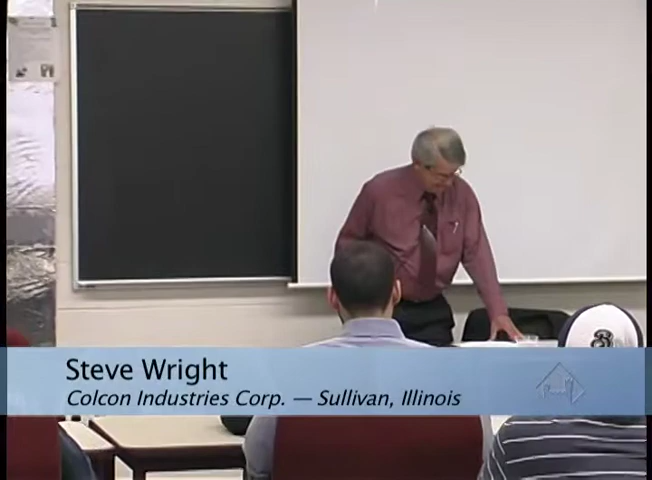 Steve Wright
Colcon Industries Corp. — Sullivan, Illinois